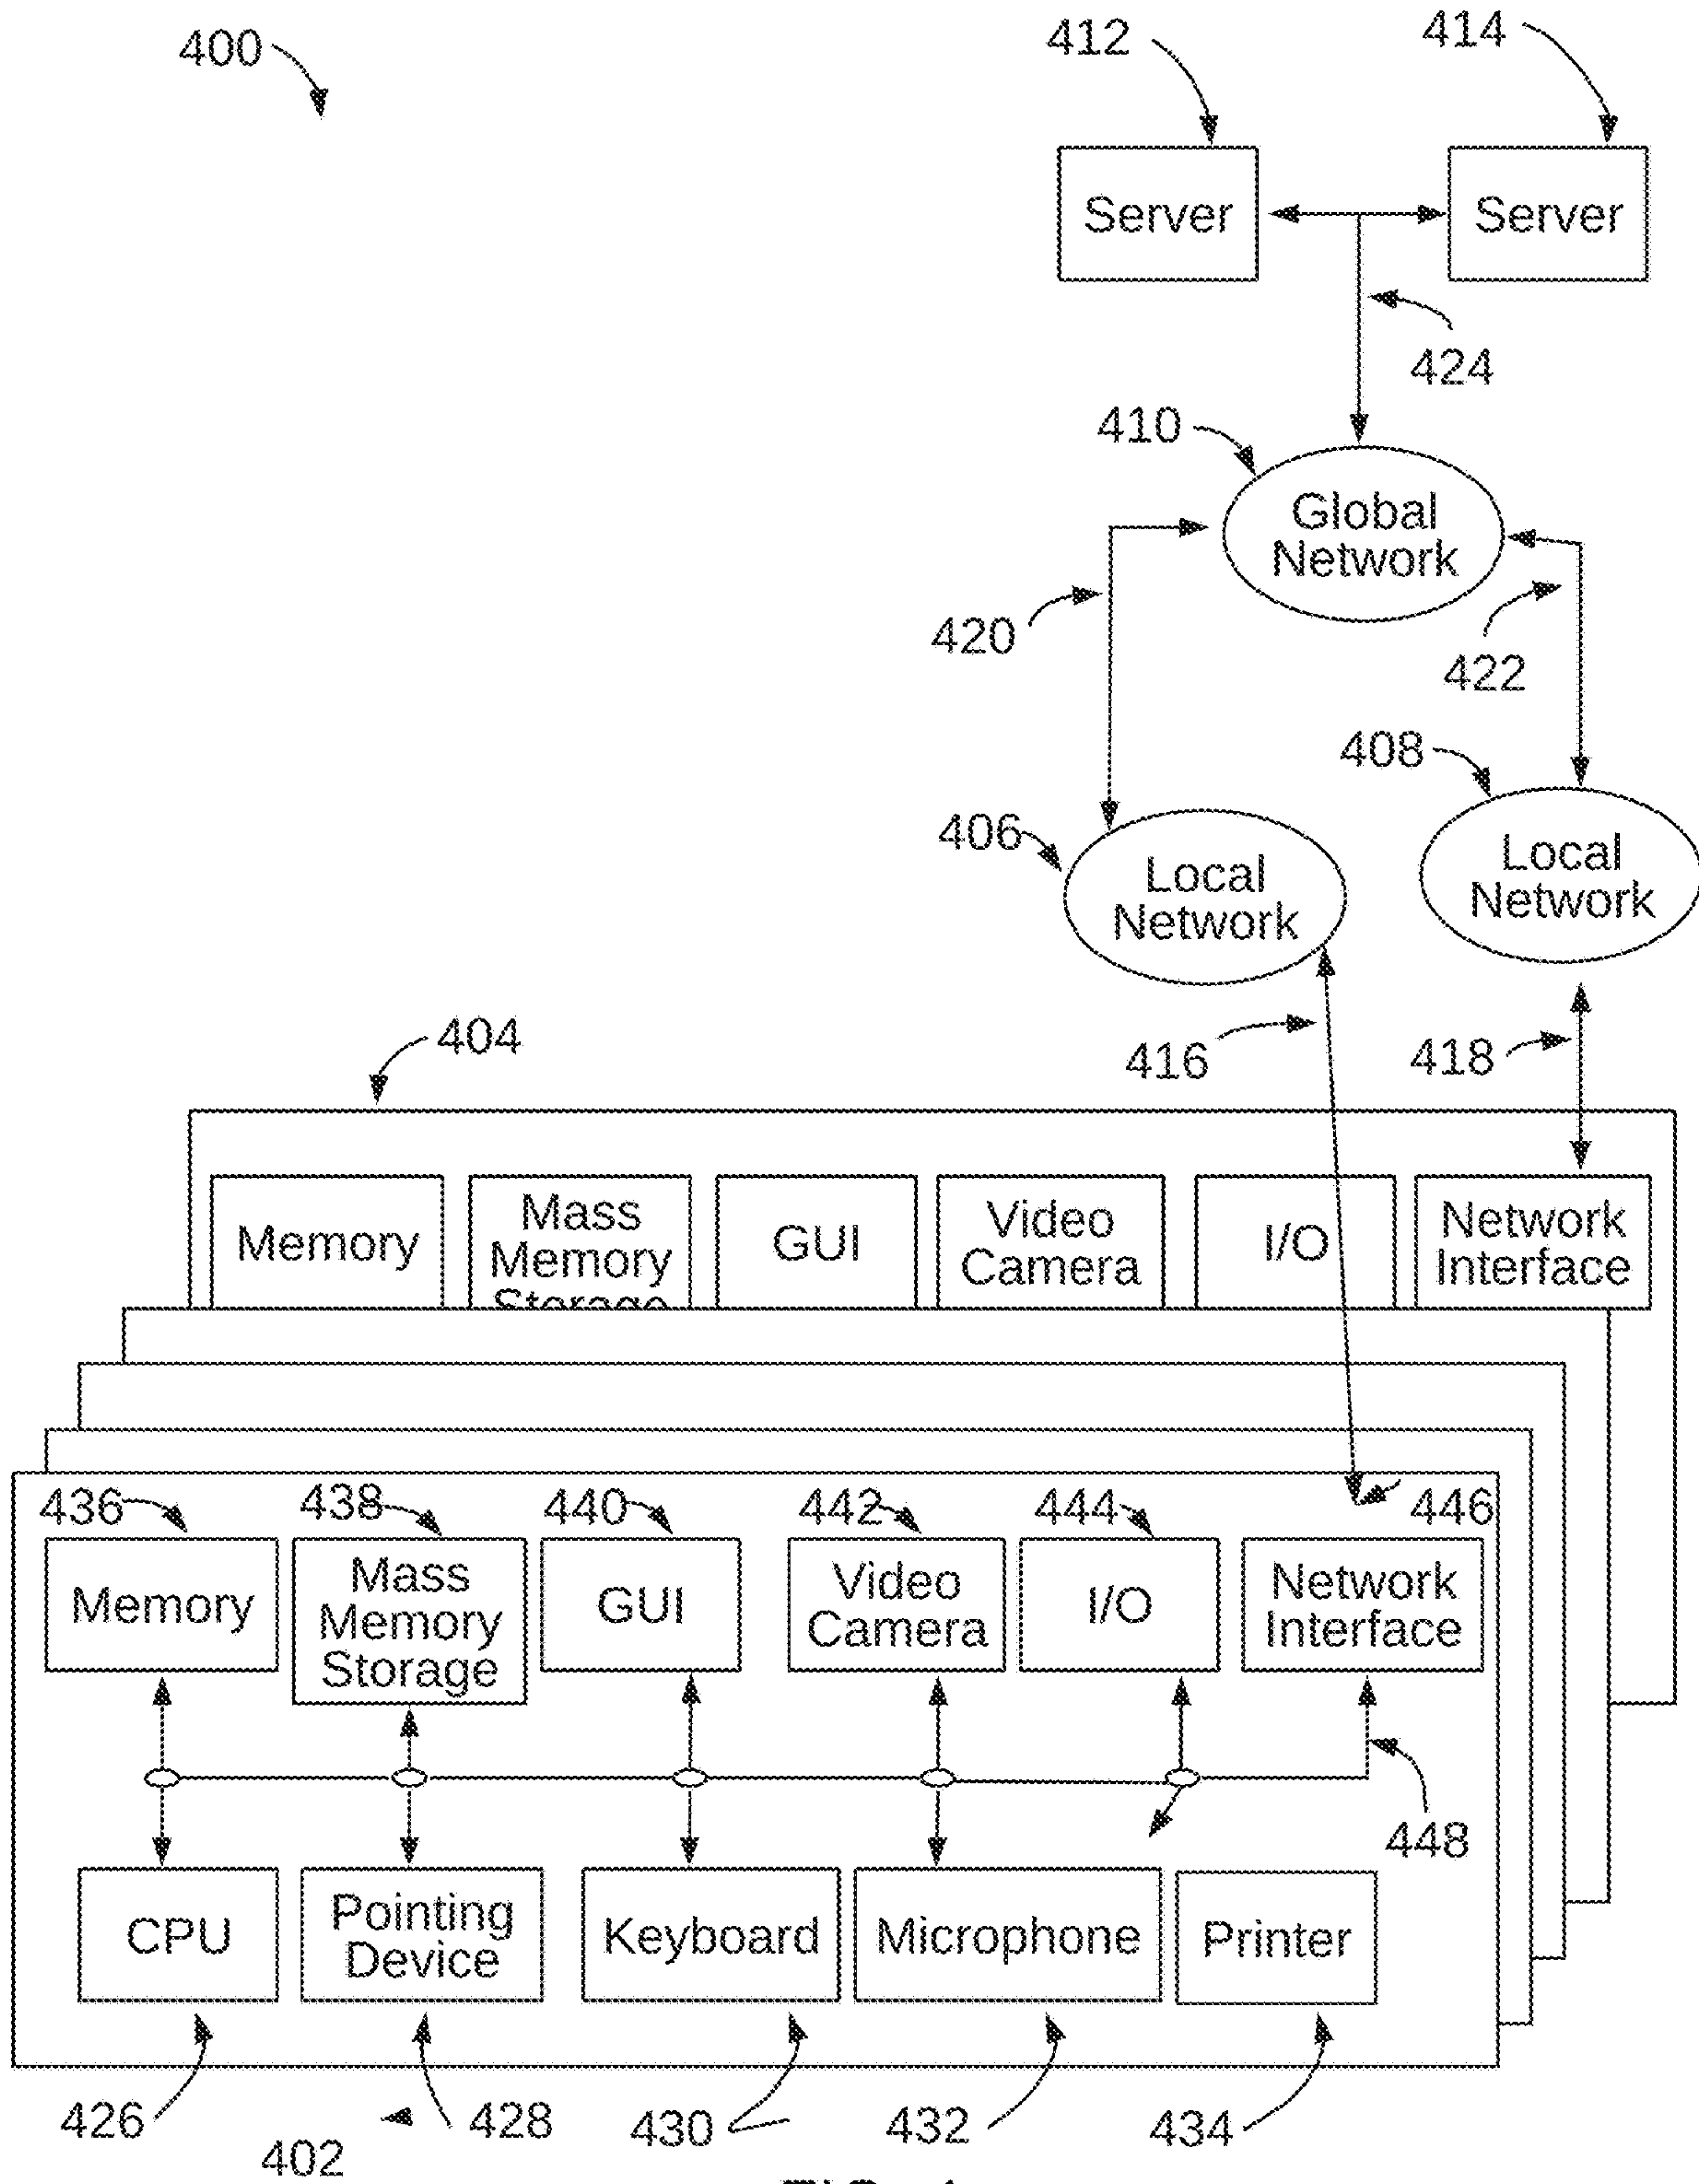 400
412
414
Server
Server
424
410
Global
Network
420
422
408
406
Local
Network
Local
Network
404
416
418
Memory
Mass
Memory
Storage
GUI
Video
Camera
I/O
Network
Interface
436
438
440
442
444
446
Memory
Mass
Memory
Storage
GUI
Video
Camera
I/O
Network
Interface
448
CPU
Pointing
Device
Keyboard
Microphone
Printer
426
402
428
430
432
434